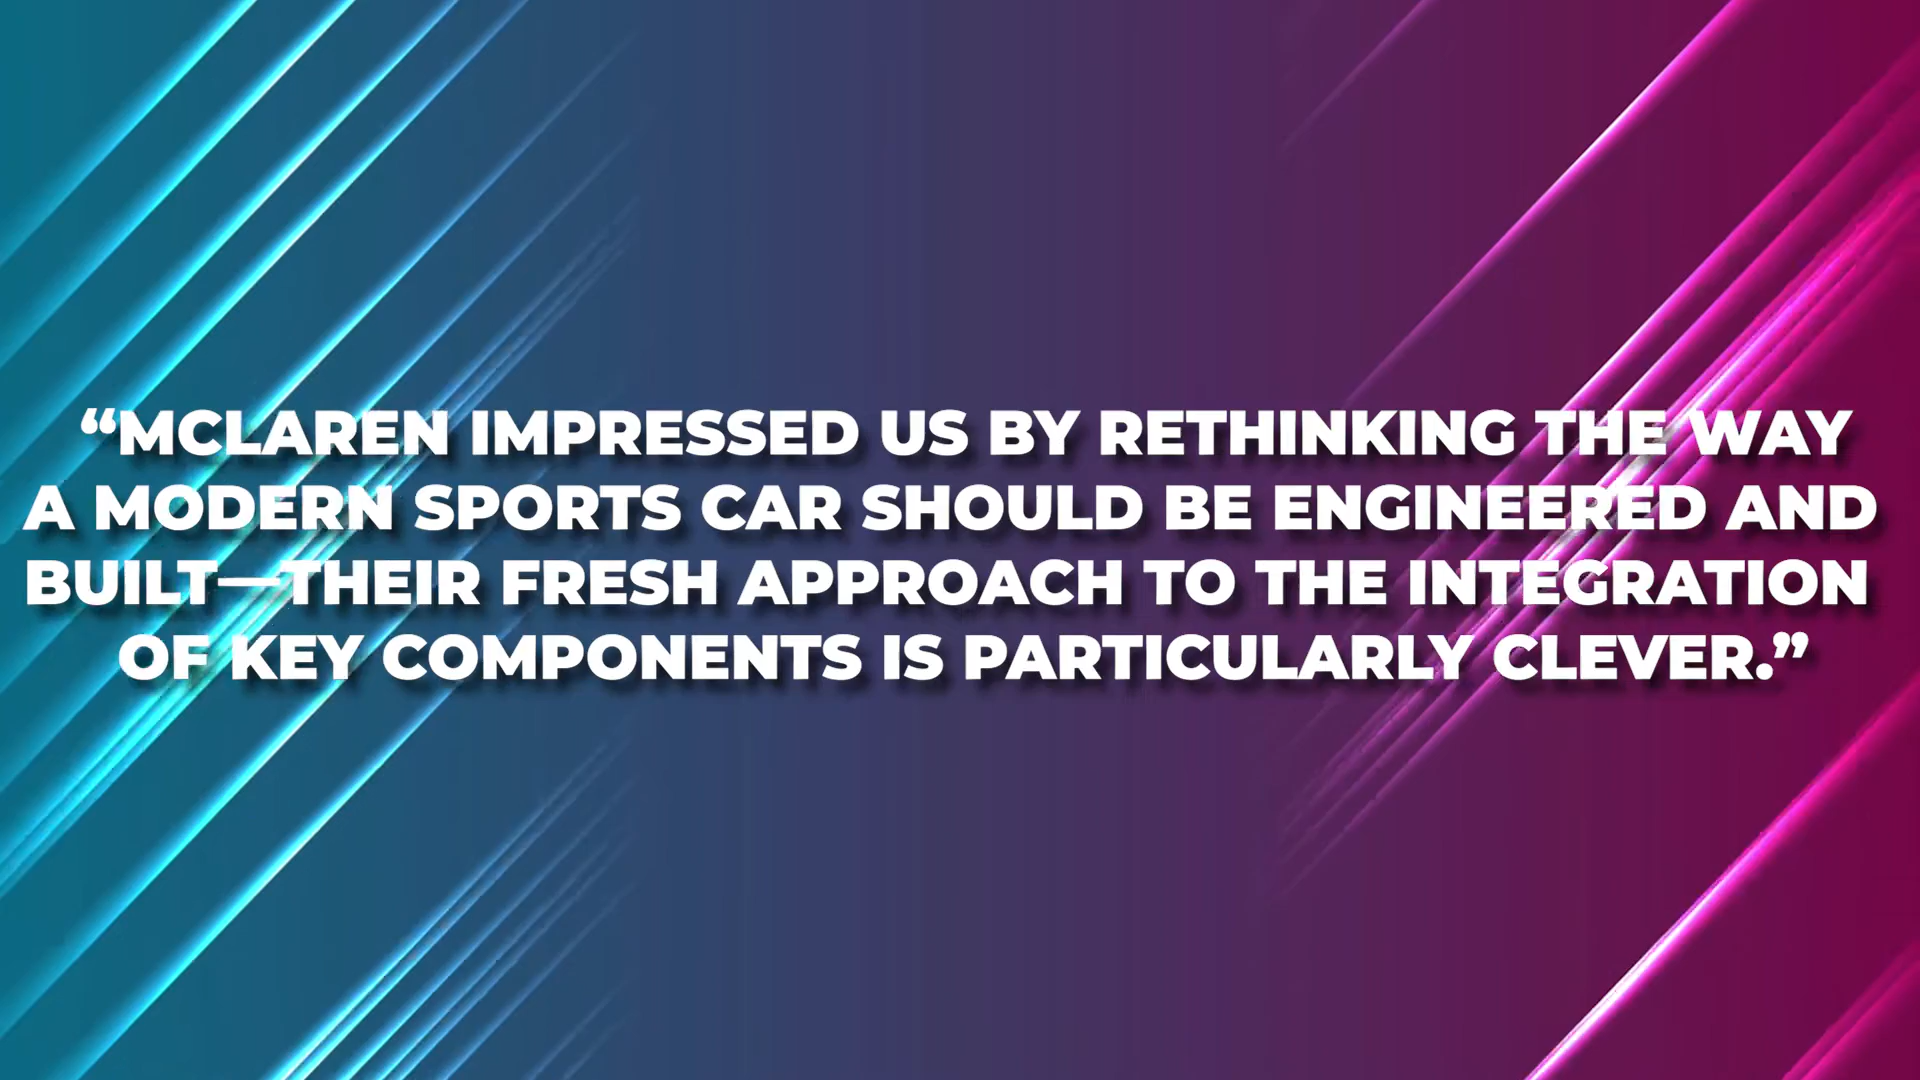 “MCLAREN IMPRESSED US BY RETHINKING THE WAY
A MODERN SPORTS CAR SHOULD BE ENGINEERED AND
BUILT—THEIR FRESH APPROACH TO THE INTEGRATION
OF KEY COMPONENTS IS PARTICULARLY CLEVER.”